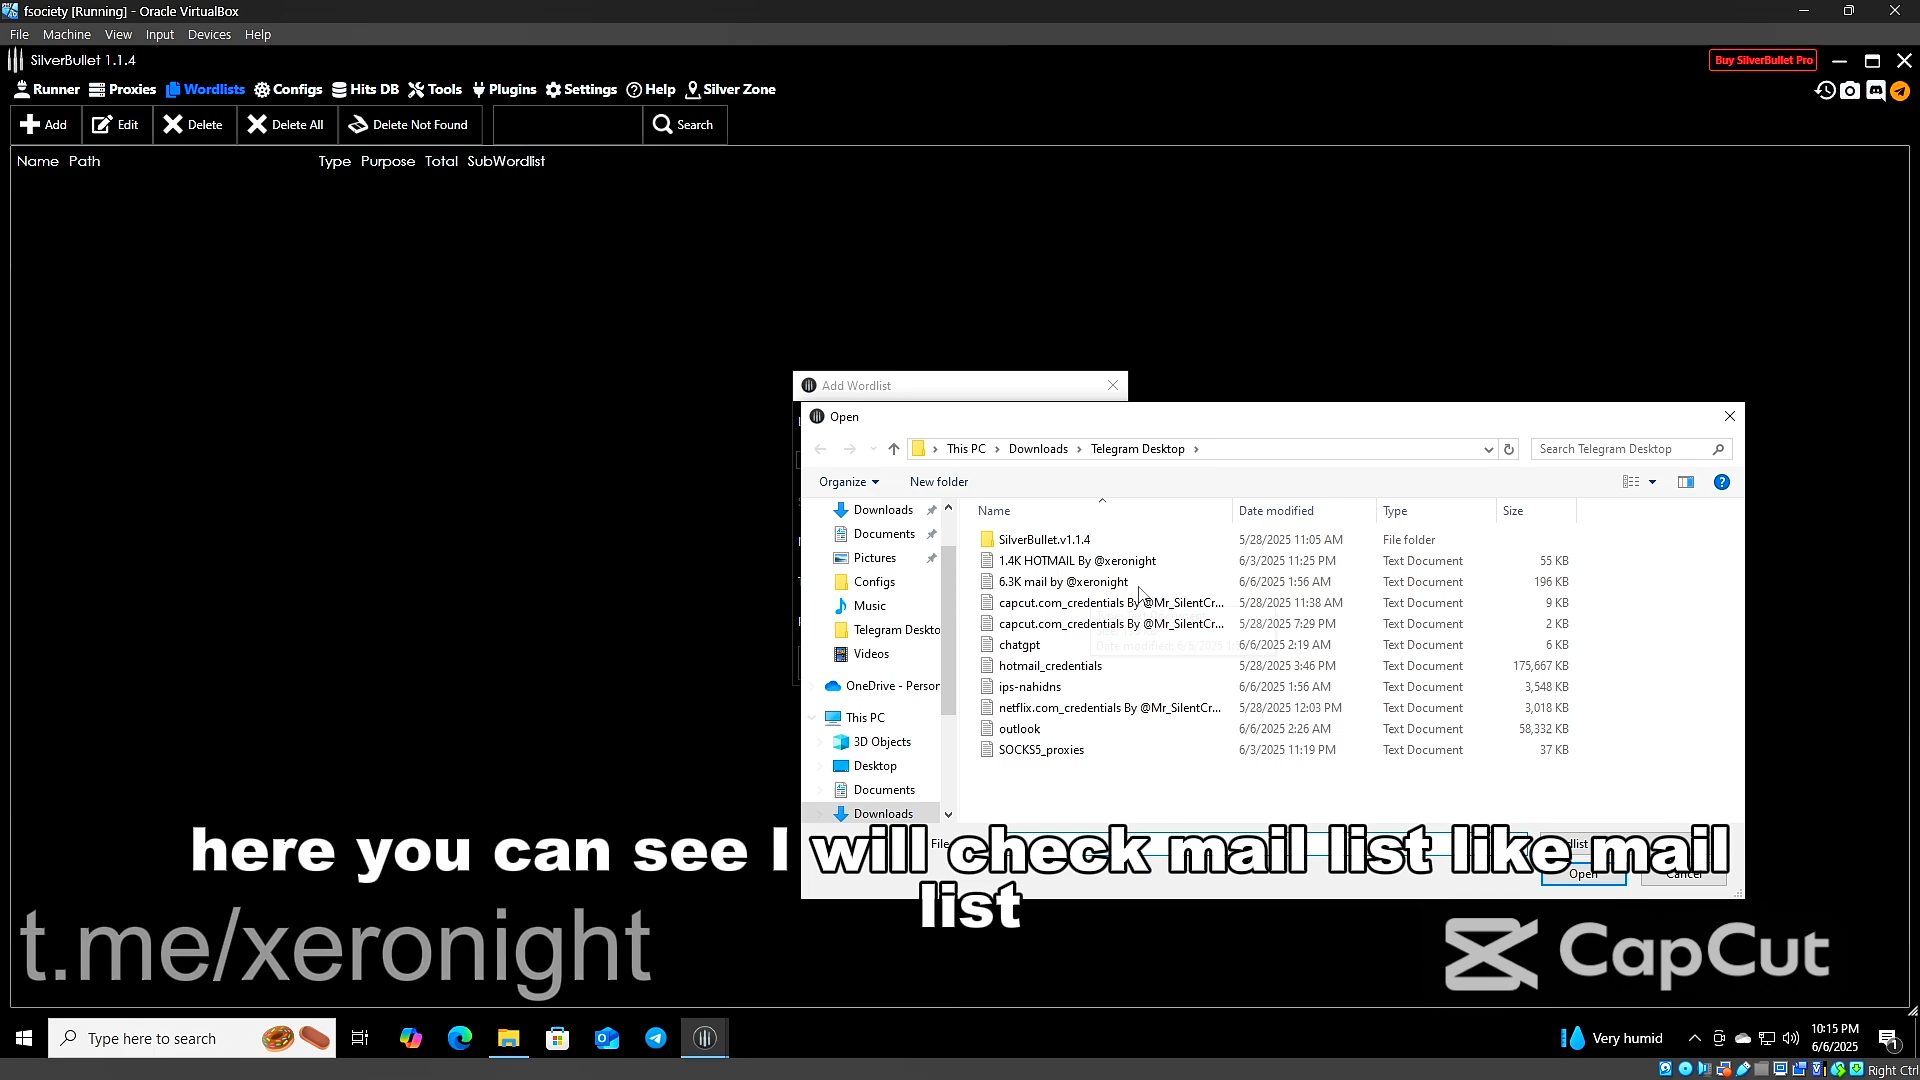 fsociety [Running] - Oracle VirtualBox
File Machine View Input Devices Help
SilverBullet 1.1.4
Buy SilverBullet Pro
Runner Proxies Wordlists Configs Hits DB Tools Plugins Settings Help Silver Zone
Add Edit Delete Delete All Delete Not Found Search
Name Path Type Purpose Total SubWordlist
Add Wordlist
Open
This PC > Downloads > Telegram Desktop >
Search Telegram Desktop
Organize New folder
Name Date modified Type Size
Downloads
Documents
Pictures
Configs
Music
Telegram Deskto
Videos
OneDrive - Person
This PC
3D Objects
Desktop
Documents
Downloads
SilverBullet.v1.1.4 5/28/2025 11:05 AM File folder
1.4K HOTMAIL By @xeronight 6/3/2025 11:25 PM Text Document 55 KB
6.3K mail by @xeronight 6/6/2025 1:56 AM Text Document 196 KB
capcut.com_credentials By @Mr_SilentCr... 5/28/2025 11:38 AM Text Document 9 KB
capcut.com_credentials By @Mr_SilentCr... 5/28/2025 7:29 PM Text Document 2 KB
chatgpt 6/6/2025 2:19 AM Text Document 6 KB
hotmail_credentials 5/28/2025 3:46 PM Text Document 175,667 KB
ips-nahidns 6/6/2025 1:56 AM Text Document 3,548 KB
netflix.com_credentials By @Mr_SilentCr... 5/28/2025 12:03 PM Text Document 3,018 KB
outlook 6/6/2025 2:26 AM Text Document 58,332 KB
SOCKS5_proxies 6/3/2025 11:19 PM Text Document 37 KB
Open Cancel
here you can see I will check mail list like mail
list
t.me/xeronight
CapCut
Type here to search
Very humid
10:15 PM
6/6/2025
1
Right Ctrl